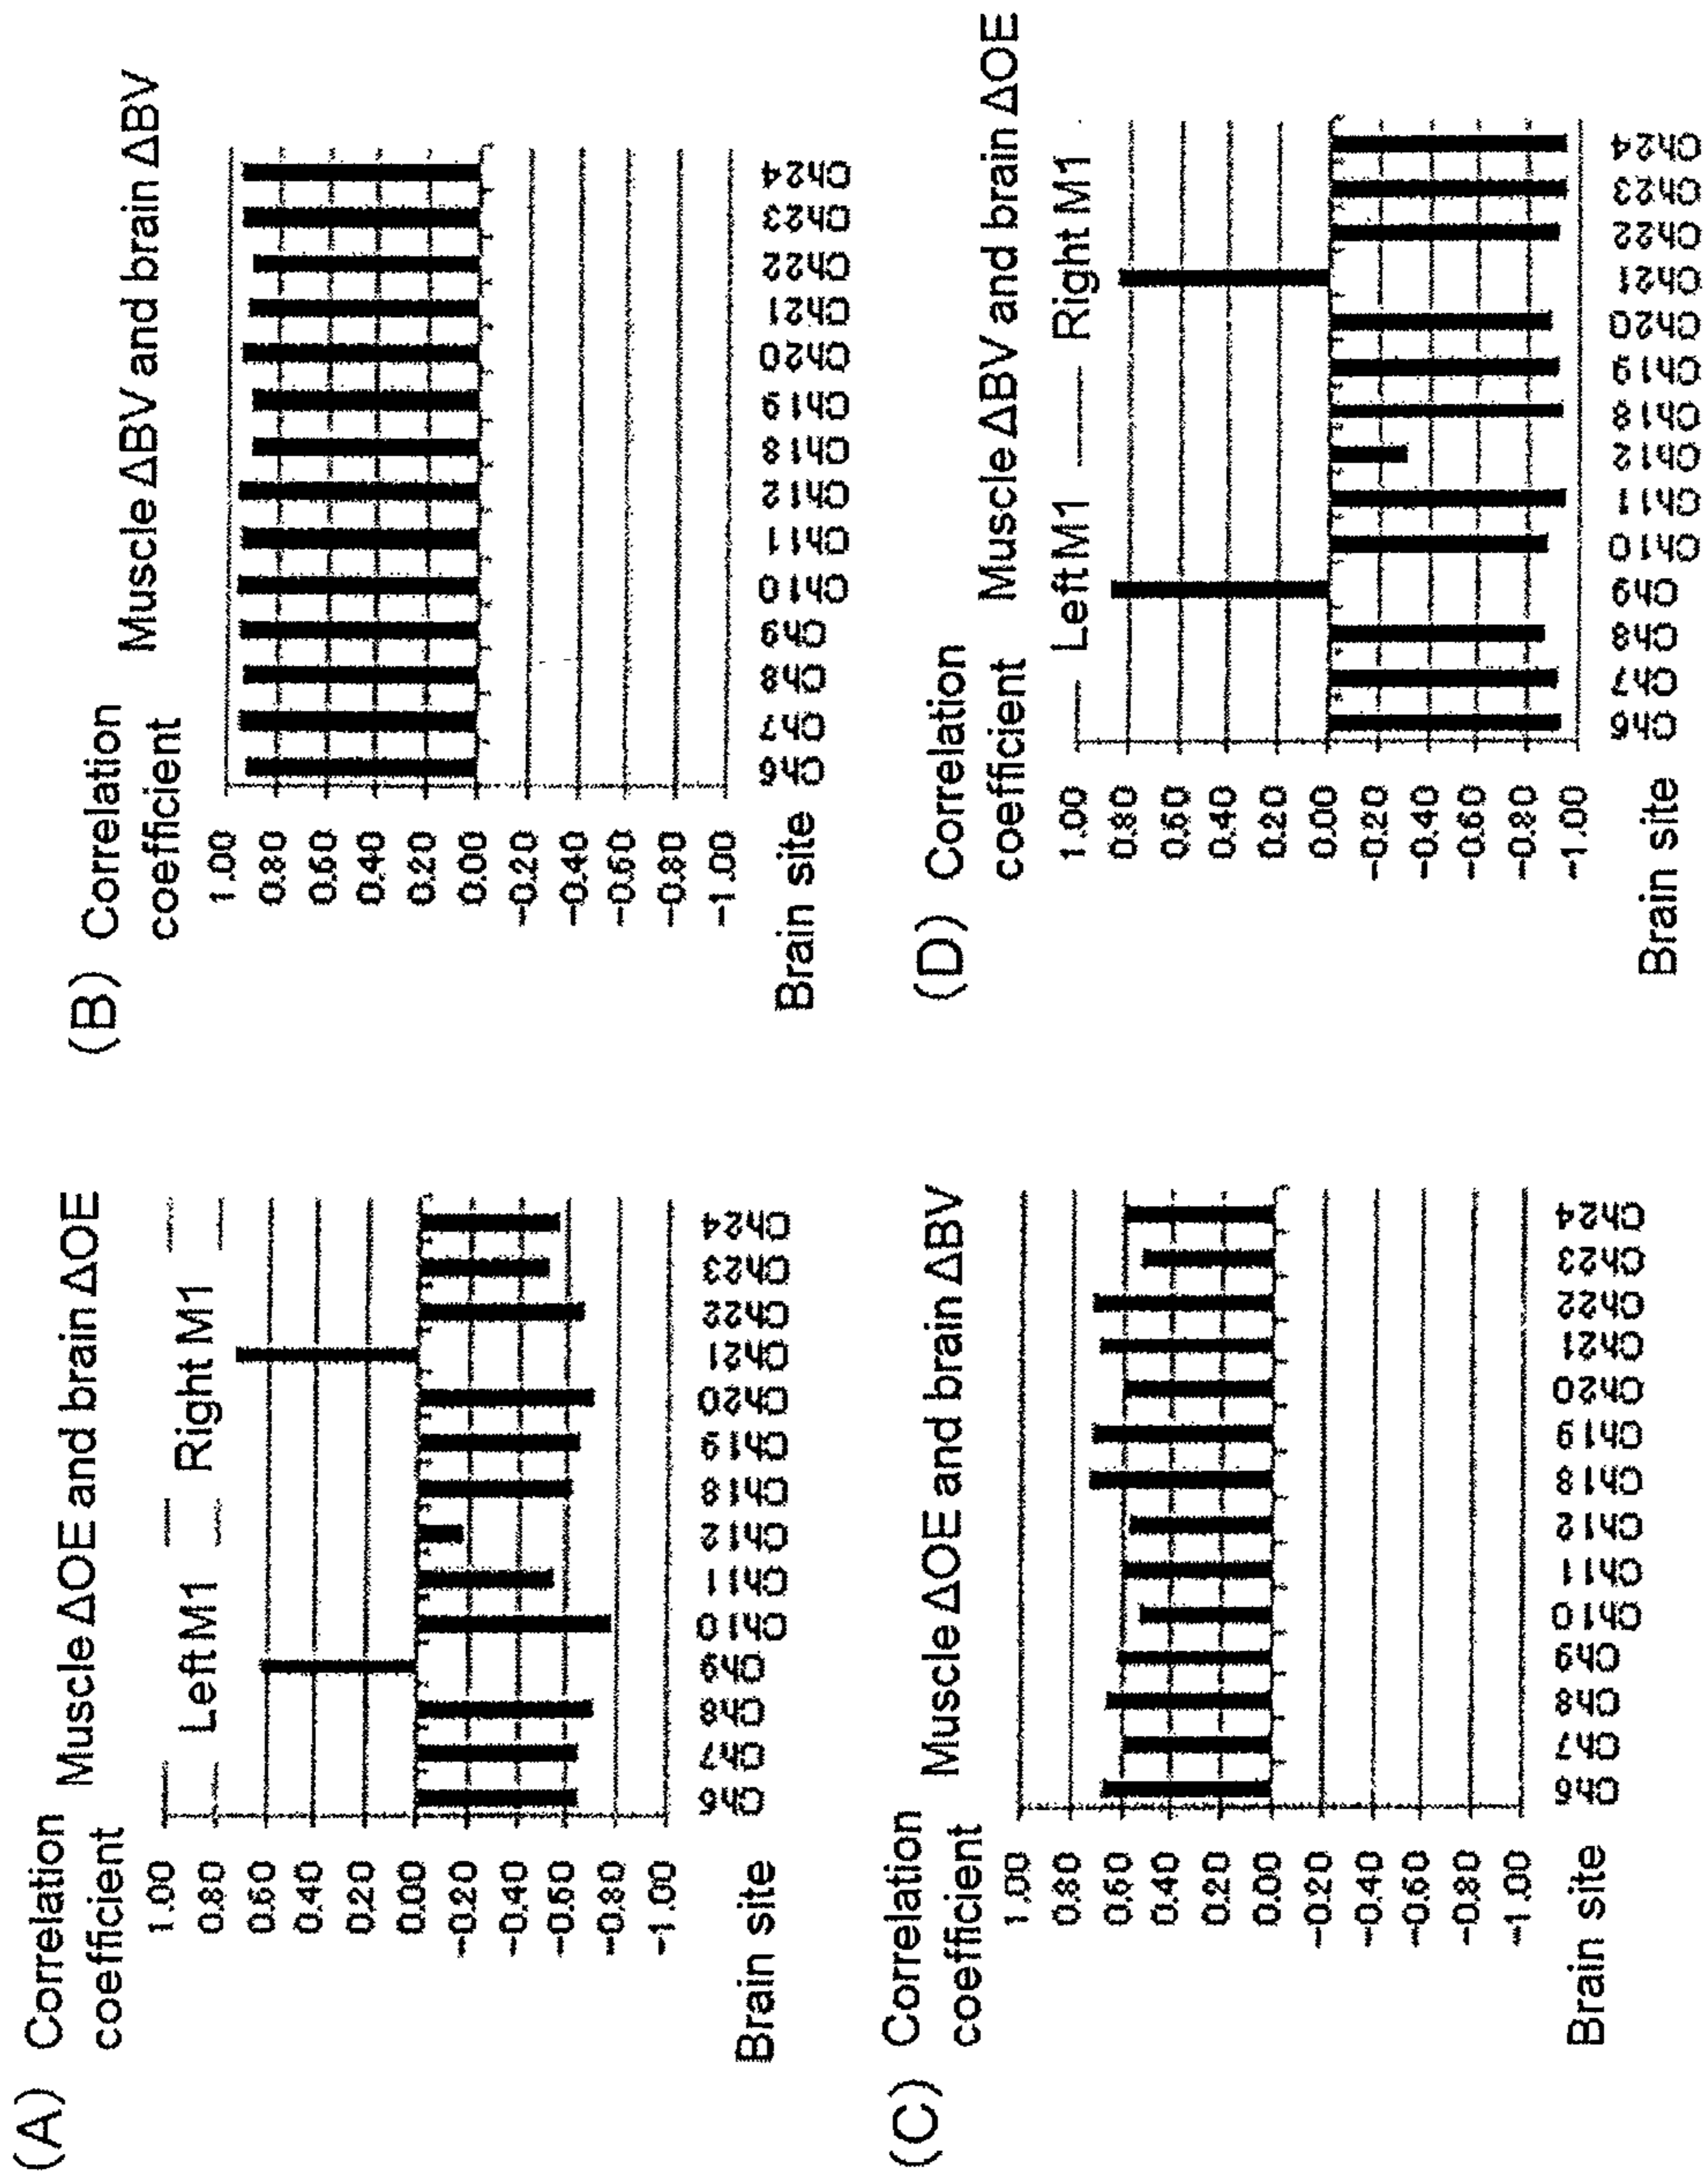 (A) Correlation
coefficient
Muscle ΔOE and brain ΔOE
Left M1
Right M1
1.00
0.80
0.60
0.40
0.20
0.00
-0.20
-0.40
-0.60
-0.80
-1.00
Brain site
Ch6 Ch7 Ch8 Ch9 Ch10 Ch11 Ch12 Ch18 Ch19 Ch20 Ch21 Ch22 Ch23 Ch24
(B) Correlation
coefficient
Muscle ΔBV and brain ΔBV
1.00
0.80
0.60
0.40
0.20
0.00
-0.20
-0.40
-0.60
-0.80
-1.00
Brain site
Ch6 Ch7 Ch8 Ch9 Ch10 Ch11 Ch12 Ch18 Ch19 Ch20 Ch21 Ch22 Ch23 Ch24
(C) Correlation
coefficient
Muscle ΔOE and brain ΔBV
1.00
0.80
0.60
0.40
0.20
0.00
-0.20
-0.40
-0.60
-0.80
-1.00
Brain site
Ch6 Ch7 Ch8 Ch9 Ch10 Ch11 Ch12 Ch18 Ch19 Ch20 Ch21 Ch22 Ch23 Ch24
(D) Correlation
coefficient
Muscle ΔBV and brain ΔOE
Left M1
Right M1
1.00
0.80
0.60
0.40
0.20
0.00
-0.20
-0.40
-0.60
-0.80
-1.00
Brain site
Ch6 Ch7 Ch8 Ch9 Ch10 Ch11 Ch12 Ch18 Ch19 Ch20 Ch21 Ch22 Ch23 Ch24